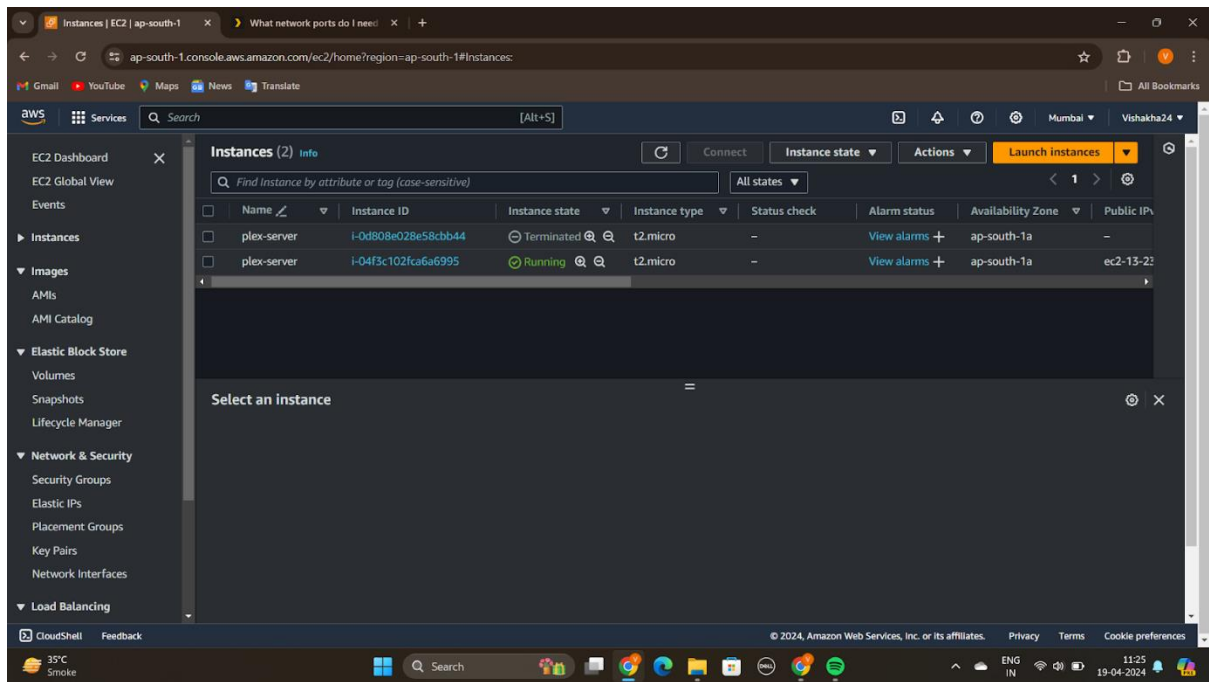 Instances | EC2 | ap-south-1
What network ports do I need
ap-south-1.console.aws.amazon.com/ec2/home?region=ap-south-1#Instances:
Gmail YouTube Maps News Translate All Bookmarks
aws Services Search [Alt+S] Mumbai Vishakha24
EC2 Dashboard
EC2 Global View
Events
Instances
Images
AMIs
AMI Catalog
Elastic Block Store
Volumes
Snapshots
Lifecycle Manager
Network & Security
Security Groups
Elastic IPs
Placement Groups
Key Pairs
Network Interfaces
Load Balancing
Instances (2) Info Connect Instance state Actions Launch instances
Find Instance by attribute or tag (case-sensitive) All states 1
Name Instance ID Instance state Instance type Status check Alarm status Availability Zone Public IPv
plex-server i-0d808e028e58cbb44 Terminated t2.micro – View alarms + ap-south-1a –
plex-server i-04f3c102fca6a6995 Running t2.micro – View alarms + ap-south-1a ec2-13-23
Select an instance
CloudShell Feedback © 2024, Amazon Web Services, Inc. or its affiliates. Privacy Terms Cookie preferences
35°C
Smoke
Search
DELL
ENG
IN
11:25
19-04-2024